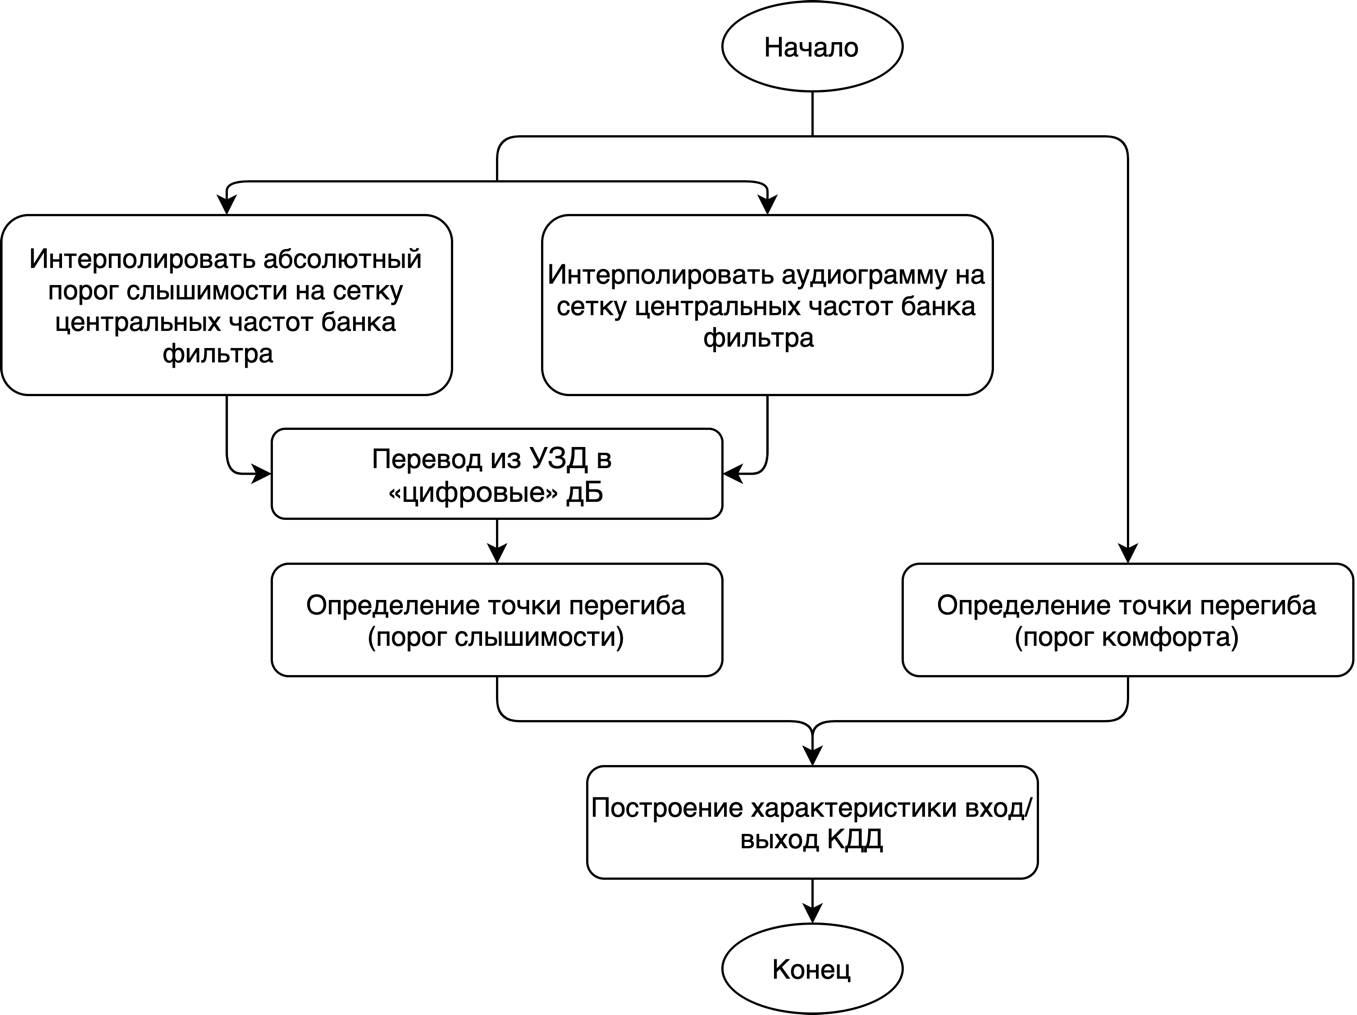 Начало
Интерполировать абсолютный
порог слышимости на сетку
центральных частот банка
фильтра
Интерполировать аудиограмму на
сетку центральных частот банка
фильтра
Перевод из УЗД в
«цифровые» дБ
Определение точки перегиба
(порог слышимости)
Определение точки перегиба
(порог комфорта)
Построение характеристики вход/
выход КДД
Конец